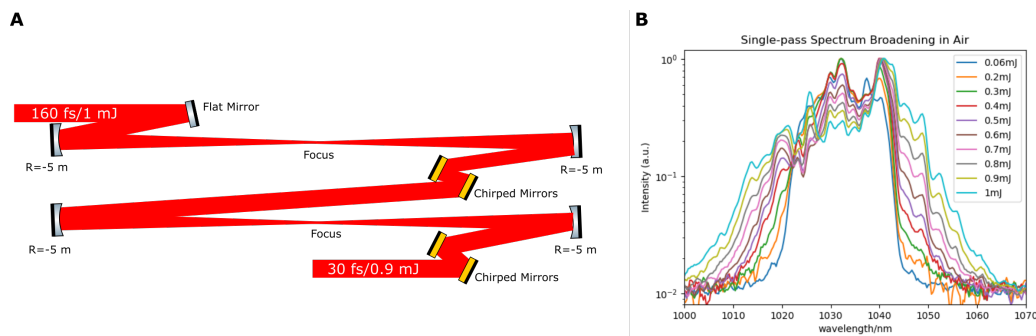 A
160 fs/1 mJ
Flat Mirror
R=-5 m
Focus
R=-5 m
Chirped Mirrors
R=-5 m
Focus
R=-5 m
30 fs/0.9 mJ
Chirped Mirrors
B
Single-pass Spectrum Broadening in Air
Intensity (a.u.)
10⁰
10⁻¹
10⁻²
0.06mJ
0.2mJ
0.3mJ
0.4mJ
0.5mJ
0.6mJ
0.7mJ
0.8mJ
0.9mJ
1mJ
1000 1010 1020 1030 1040 1050 1060 1070
wavelength/nm